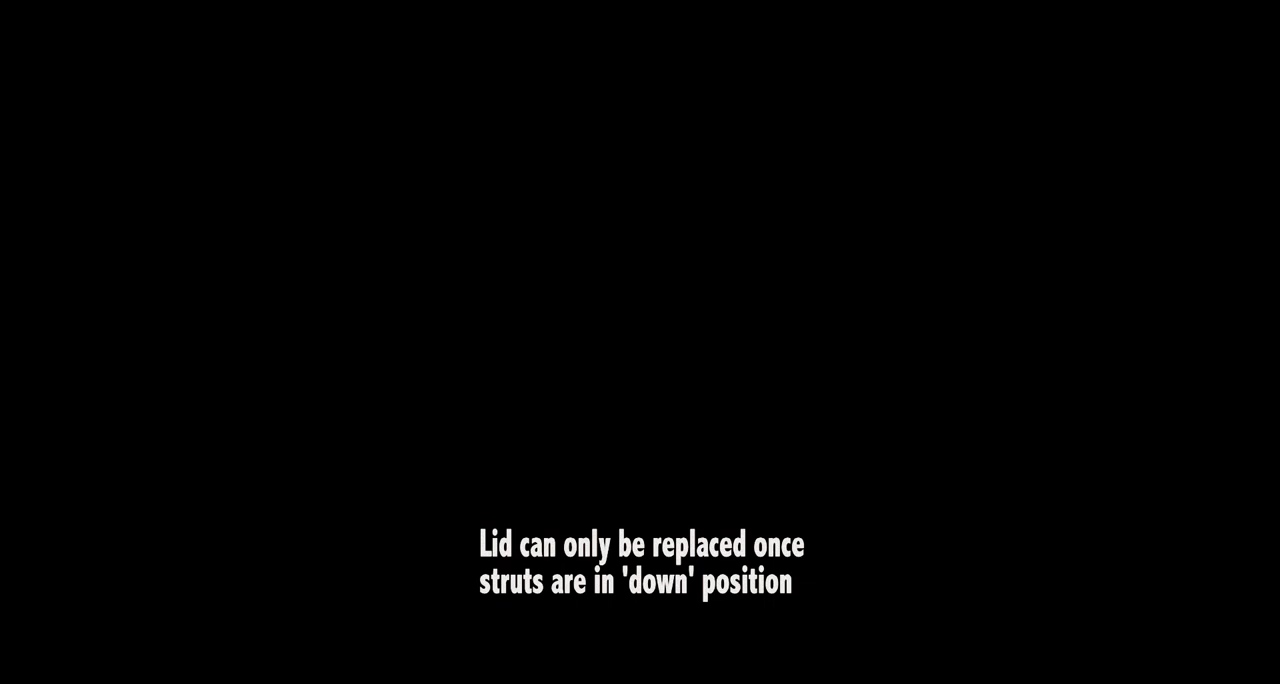 Lid can only be replaced once
struts are in 'down' position